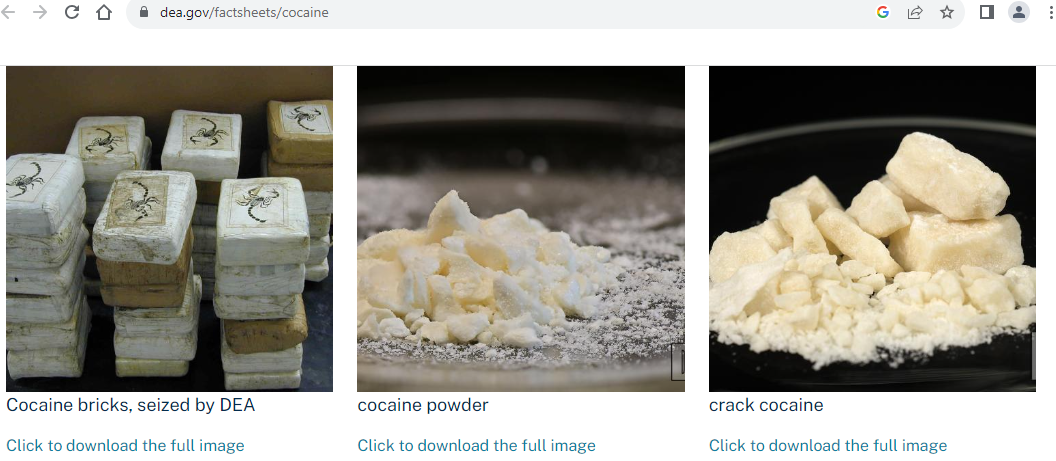 dea.gov/factsheets/cocaine
Cocaine bricks, seized by DEA
cocaine powder
crack cocaine
Click to download the full image
Click to download the full image
Click to download the full image